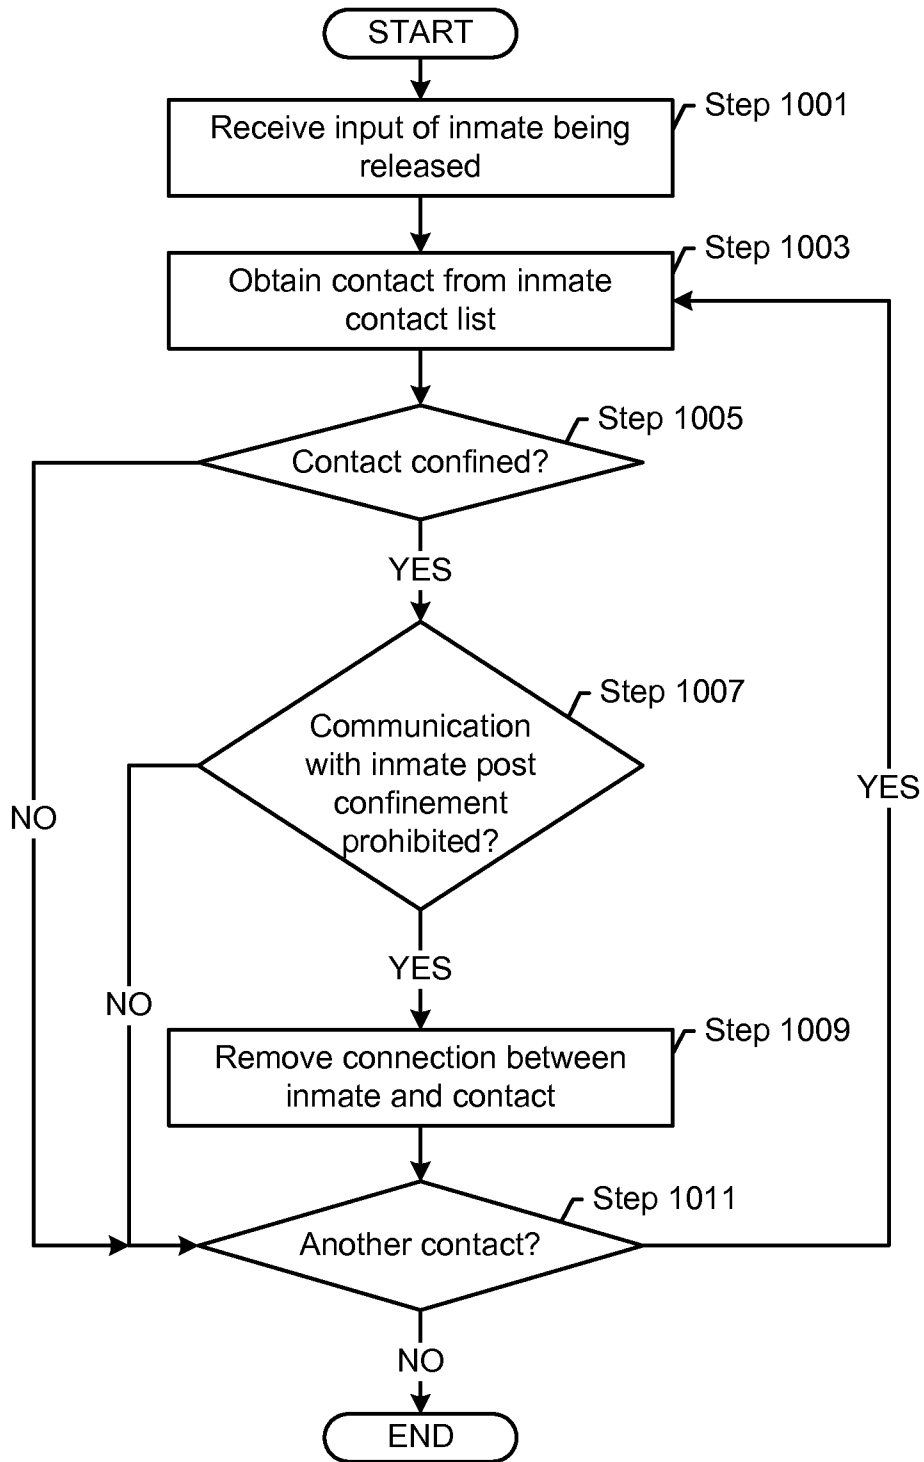 START
Step 1001
Receive input of inmate being
released
Step 1003
Obtain contact from inmate
contact list
Step 1005
Contact confined?
YES
Step 1007
Communication
with inmate post
confinement
prohibited?
YES
NO
YES
NO
Step 1009
Remove connection between
inmate and contact
Step 1011
Another contact?
NO
END